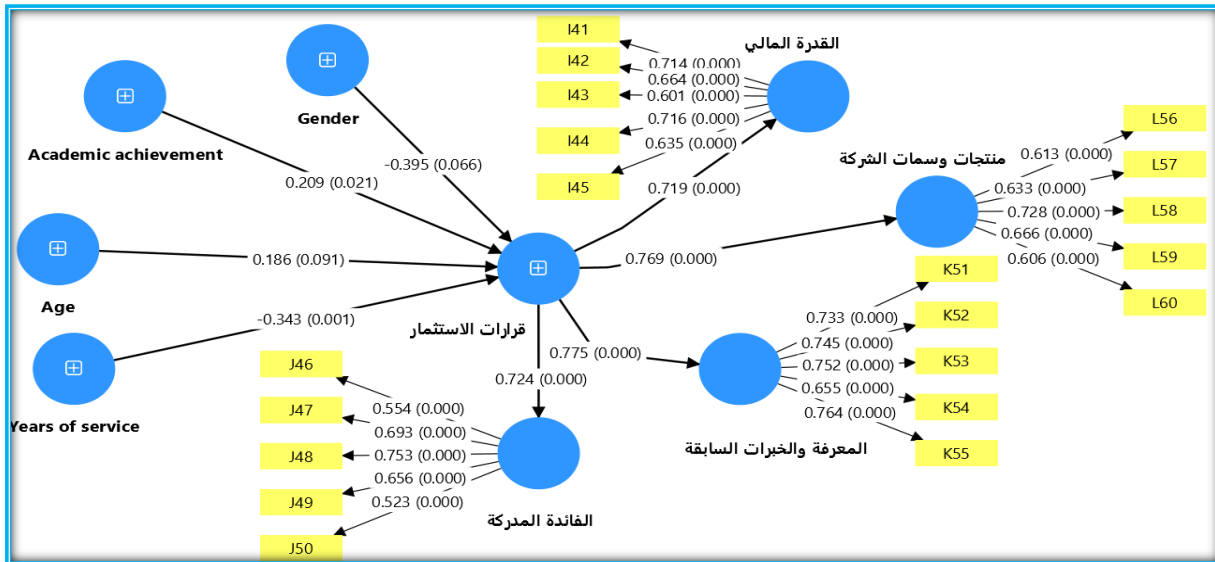 Gender
Academic achievement
-0.395 (0.066)
0.209 (0.021)
Age
0.186 (0.091)
Years of service
-0.343 (0.001)
قرارات الاستثمار
I41
I42
I43
I44
I45
القدرة المالي
0.714 (0.000)
0.664 (0.000)
0.601 (0.000)
0.716 (0.000)
0.635 (0.000)
0.719 (0.000)
منتجات وسمات الشركة
0.769 (0.000)
0.613 (0.000)
0.633 (0.000)
0.728 (0.000)
0.666 (0.000)
0.606 (0.000)
L56
L57
L58
L59
L60
0.775 (0.000)
المعرفة والخبرات السابقة
0.733 (0.000)
0.745 (0.000)
0.752 (0.000)
0.655 (0.000)
0.764 (0.000)
K51
K52
K53
K54
K55
0.724 (0.000)
J46
J47
J48
J49
J50
0.554 (0.000)
0.693 (0.000)
0.753 (0.000)
0.656 (0.000)
0.523 (0.000)
الفائدة المدركة